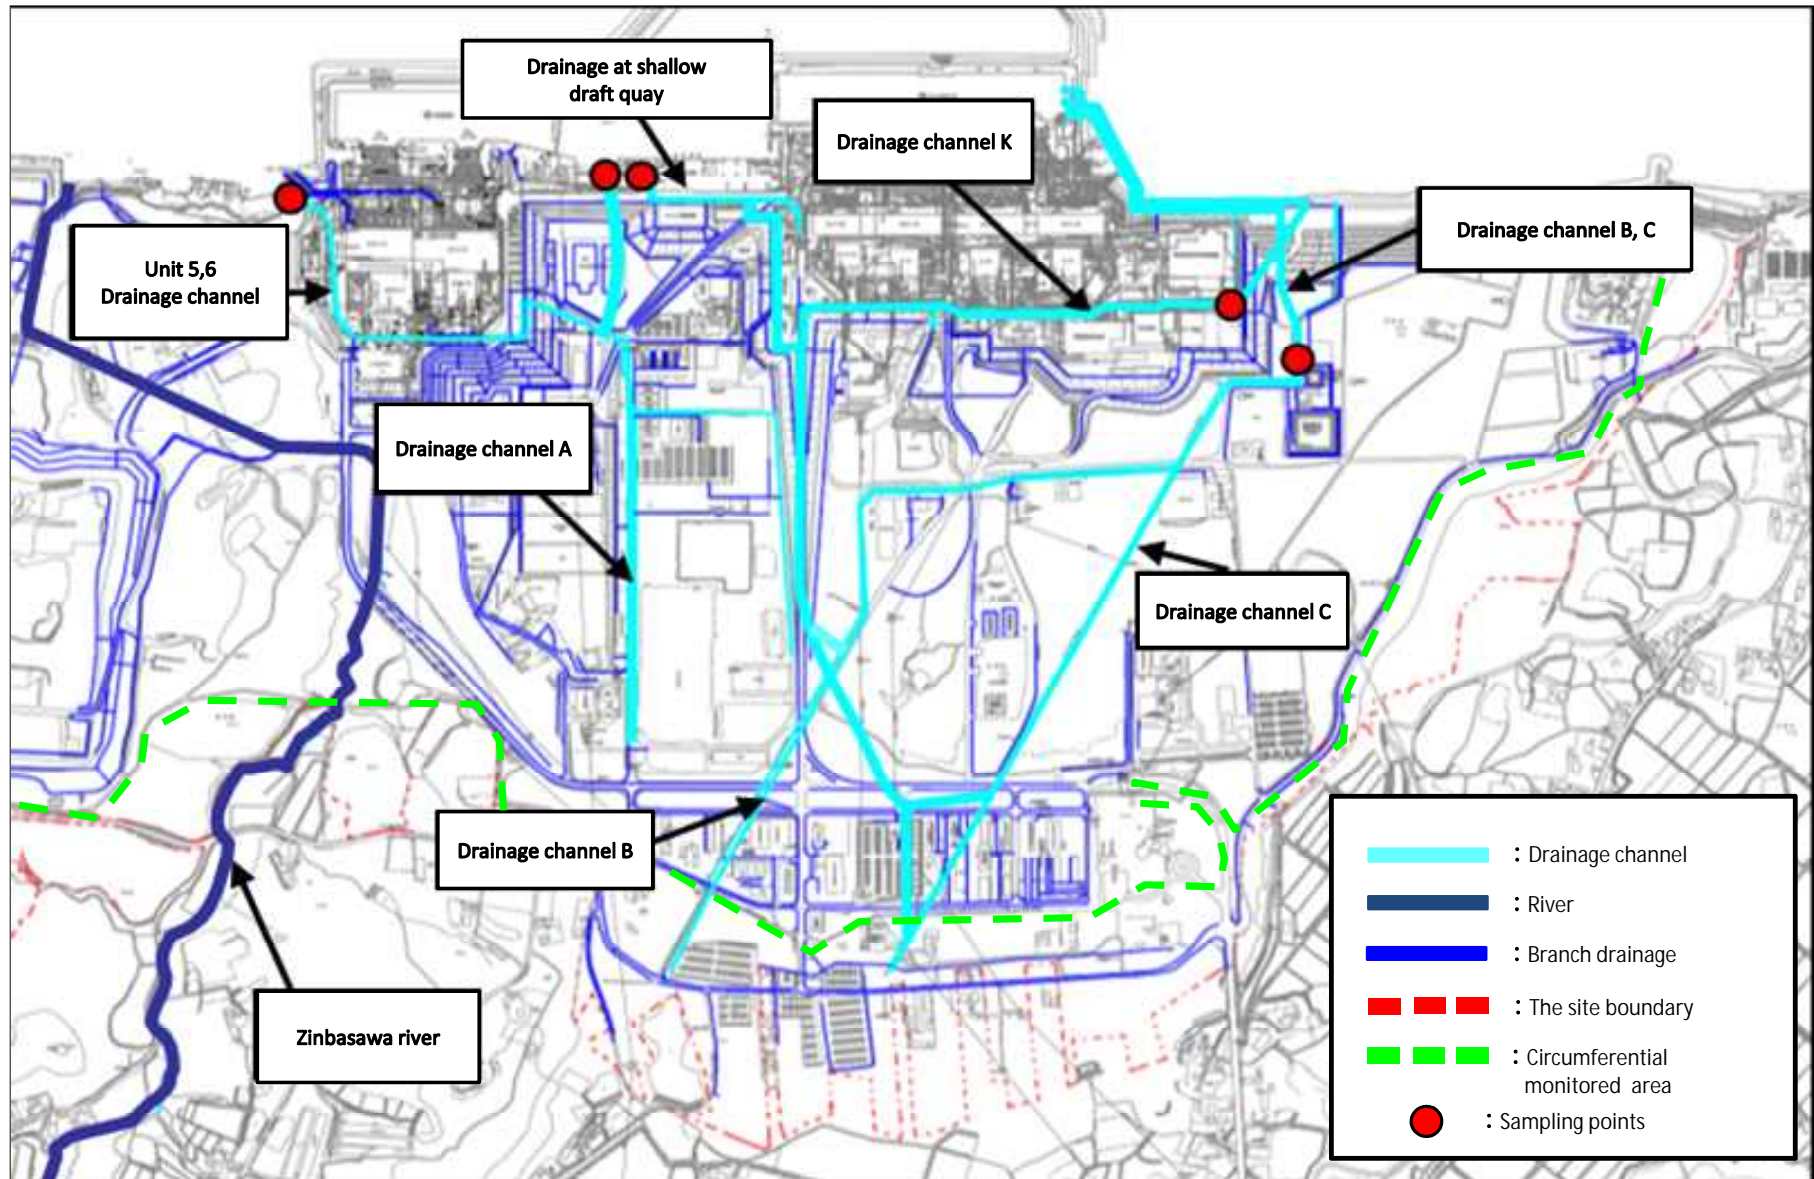 Drainage at shallow
draft quay
Drainage channel K
Drainage channel B, C
Unit 5,6
Drainage channel
Drainage channel A
Drainage channel C
Drainage channel B
Zinbasawa river
: Drainage channel
: River
: Branch drainage
: The site boundary
: Circumferential
monitored area
: Sampling points